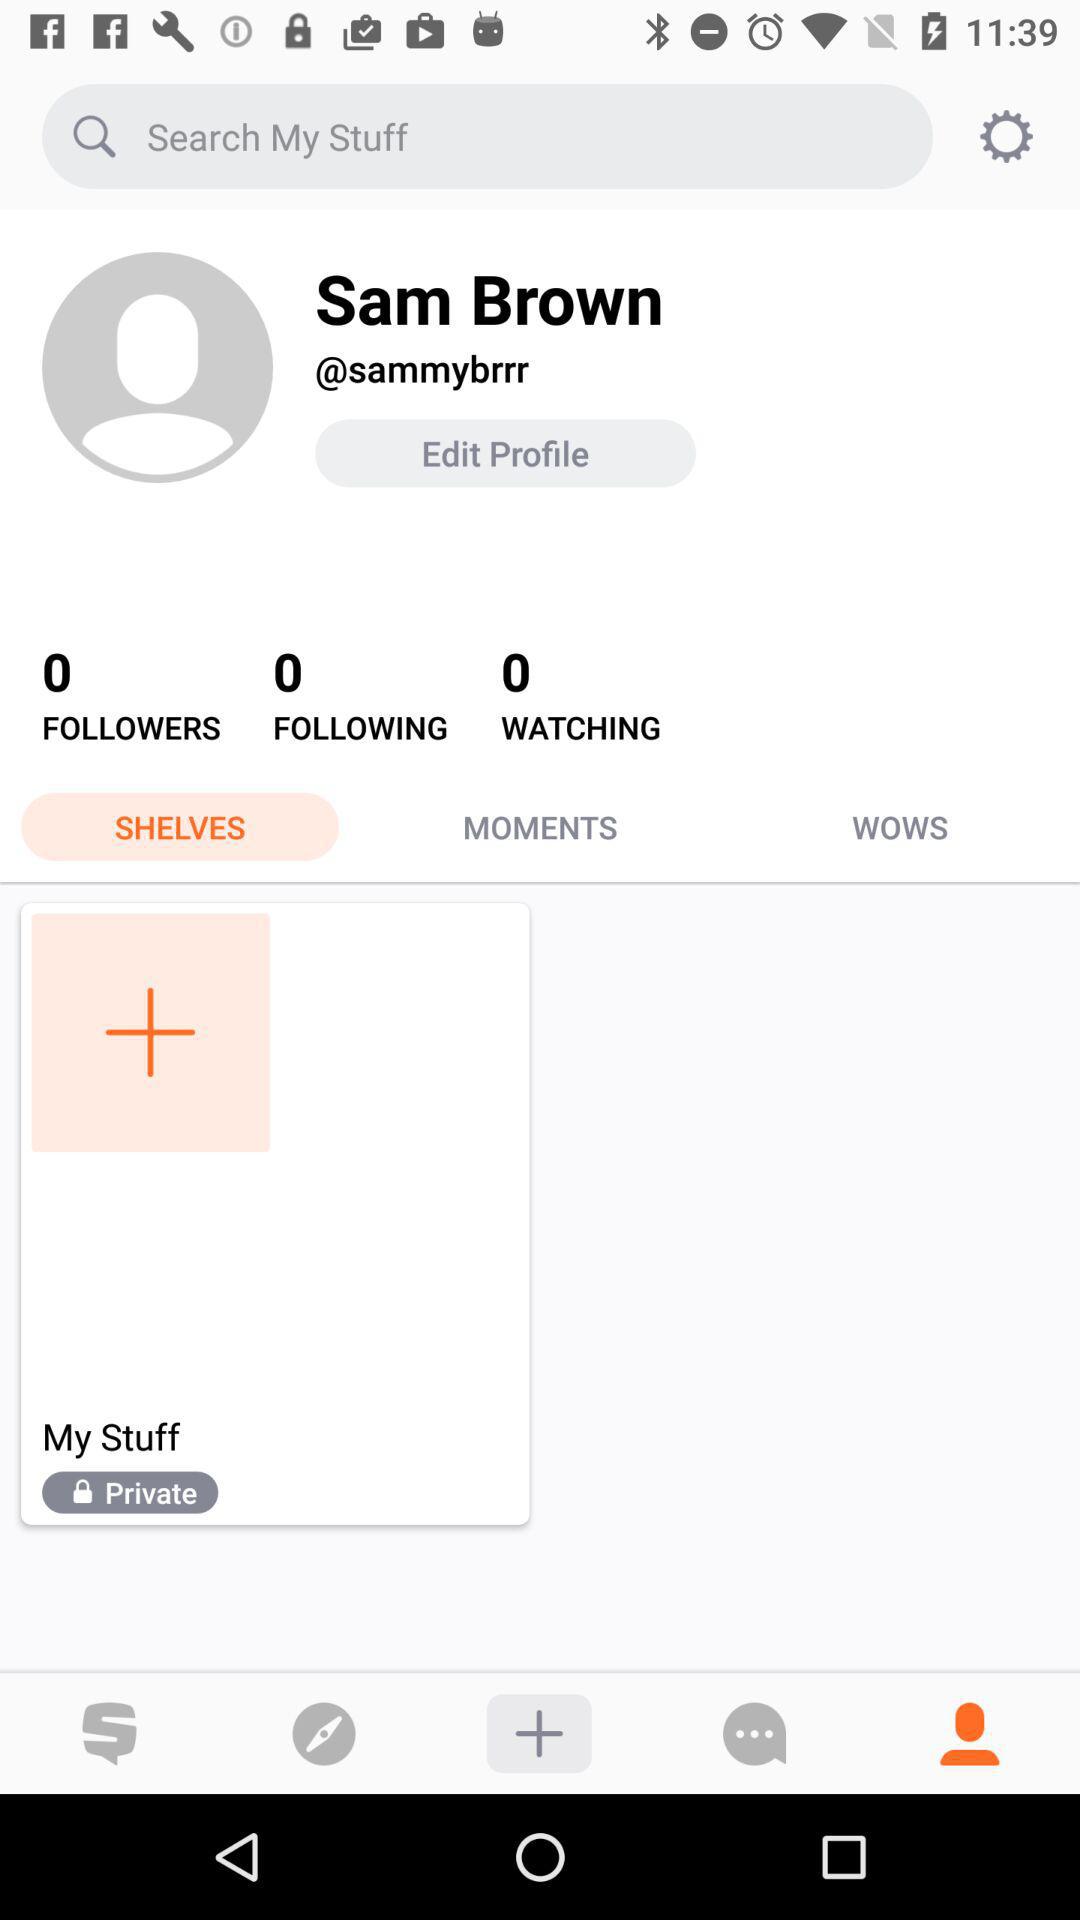 11:39
Search My Stuff
Sam Brown
@sammybrrr
Edit Profile
0 0 0
FOLLOWERS FOLLOWING WATCHING
SHELVES MOMENTS WOWS
My Stuff
Private